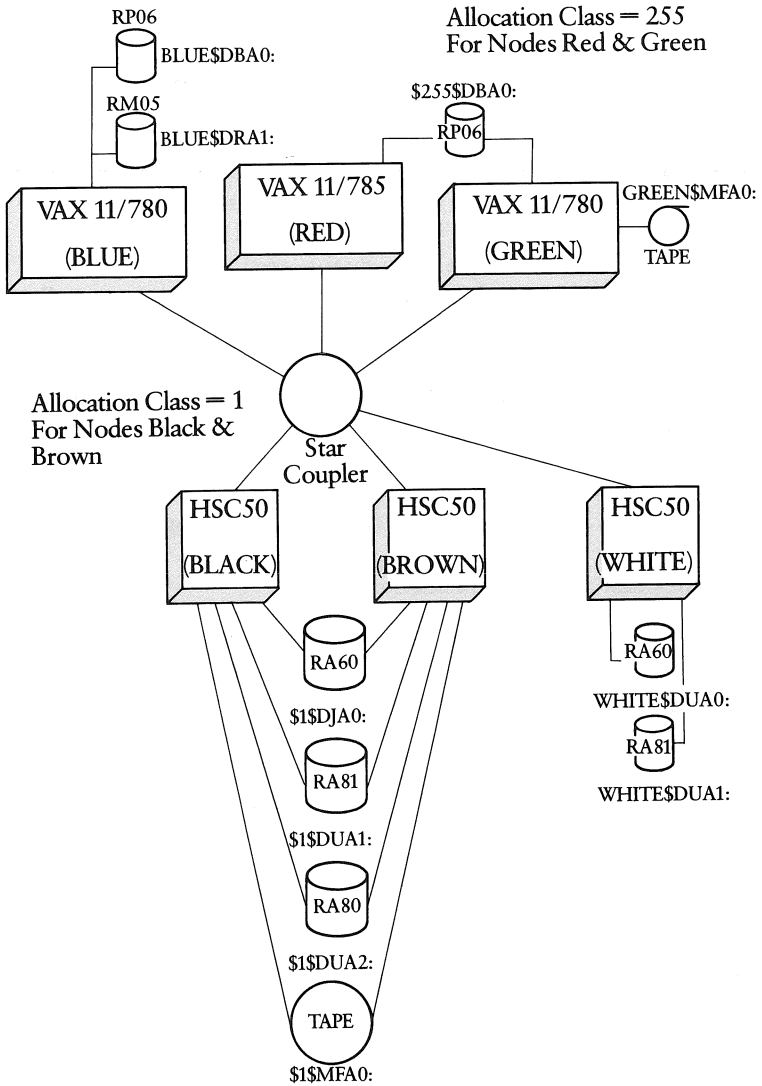 RP06
BLUE$DBA0:
RM05
BLUE$DRA1:
Allocation Class = 255
For Nodes Red & Green
$255$DBA0:
RP06
VAX 11/780
(BLUE)
VAX 11/785
(RED)
VAX 11/780
(GREEN)
GREEN$MFA0:
TAPE
Allocation Class = 1
For Nodes Black &
Brown
Star
Coupler
HSC50
(BLACK)
HSC50
(BROWN)
HSC50
(WHITE)
RA60
$1$DJA0:
RA81
$1$DUA1:
RA80
$1$DUA2:
TAPE
$1$MFA0:
RA60
WHITE$DUA0:
RA81
WHITE$DUA1: